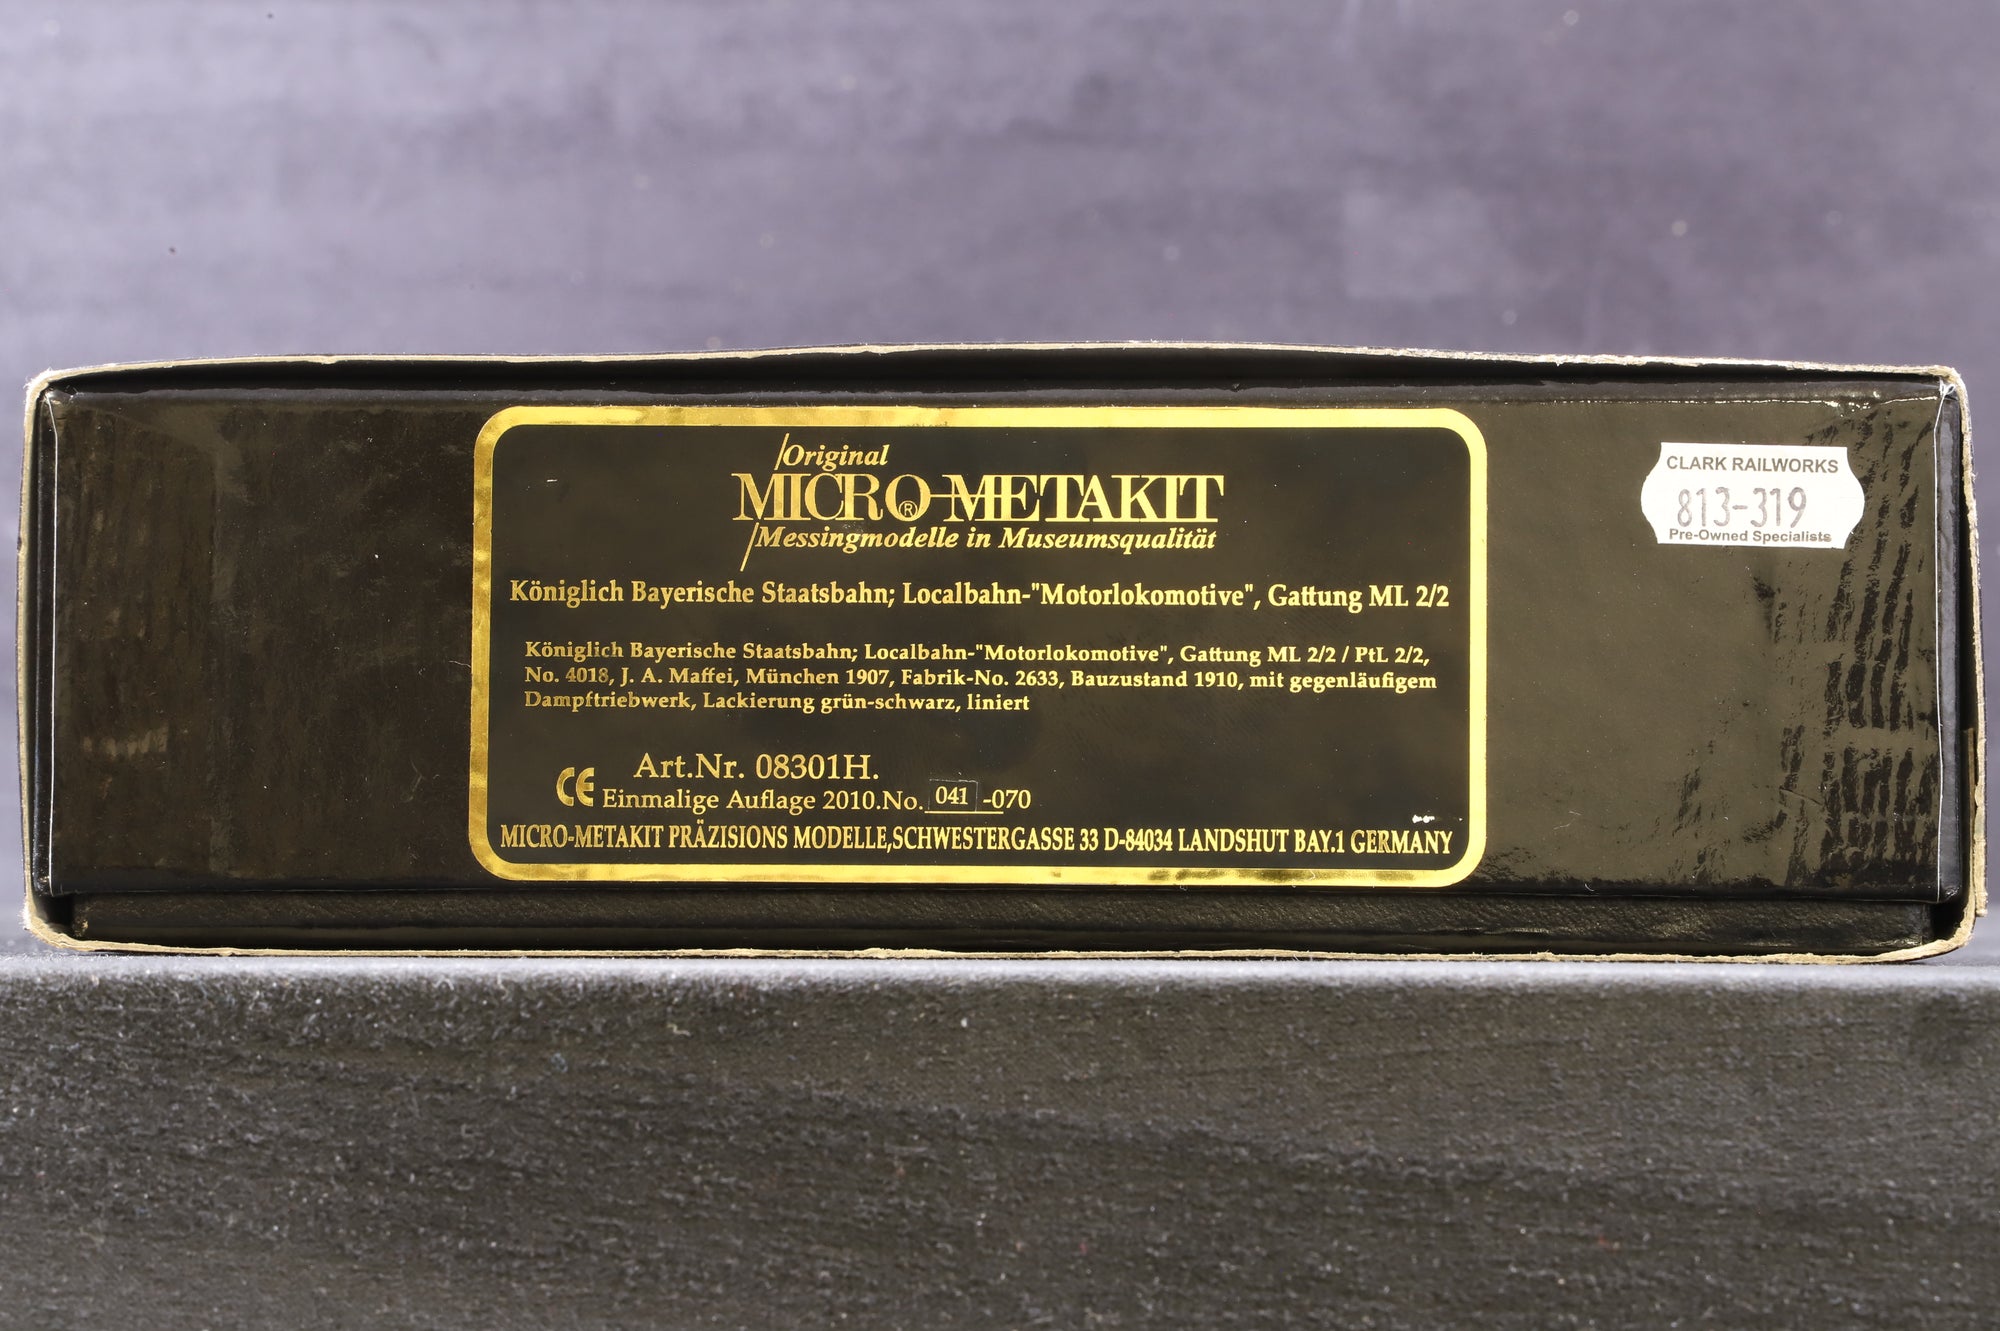 Original
MICRO-METAKIT
®
Messingmodelle in Museumsqualität
Königlich Bayerische Staatsbahn; Localbahn-"Motorlokomotive", Gattung ML 2/2
Königlich Bayerische Staatsbahn; Localbahn-"Motorlokomotive", Gattung ML 2/2 / PtL 2/2,
No. 4018, J. A. Maffei, München 1907, Fabrik-No. 2633, Bauzustand 1910, mit gegenläufigem
Dampftriebwerk, Lackierung grün-schwarz, liniert
Art.Nr. 08301H.
CE Einmalige Auflage 2010.No. 041 -070
MICRO-METAKIT PRÄZISIONS MODELLE,SCHWESTERGASSE 33 D-84034 LANDSHUT BAY.1 GERMANY
CLARK RAILWORKS
813-319
Pre-Owned Specialists